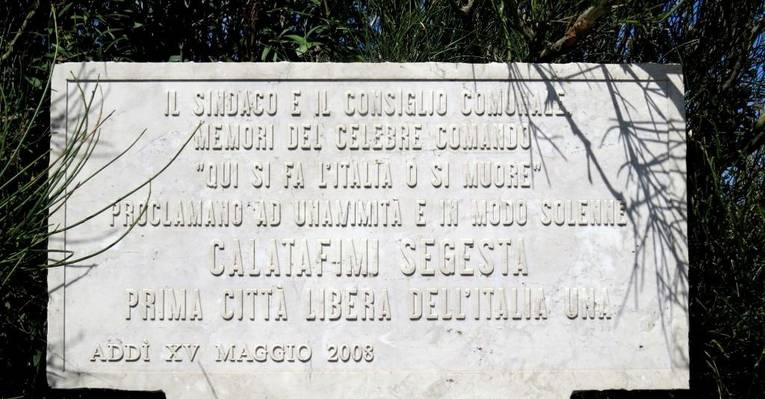 IL SINDACO E IL CONSIGLIO COMUNALE
MEMORI DEL CELEBRE COMANDO
"QUI SI FA L'ITALIA O SI MUORE"
PROCLAMANO AD UNANIMITÀ E IN MODO SOLENNE
CALATAFIMI SEGESTA
PRIMA CITTÀ LIBERA DELL'ITALIA UNA
ADDÌ XV MAGGIO 2008